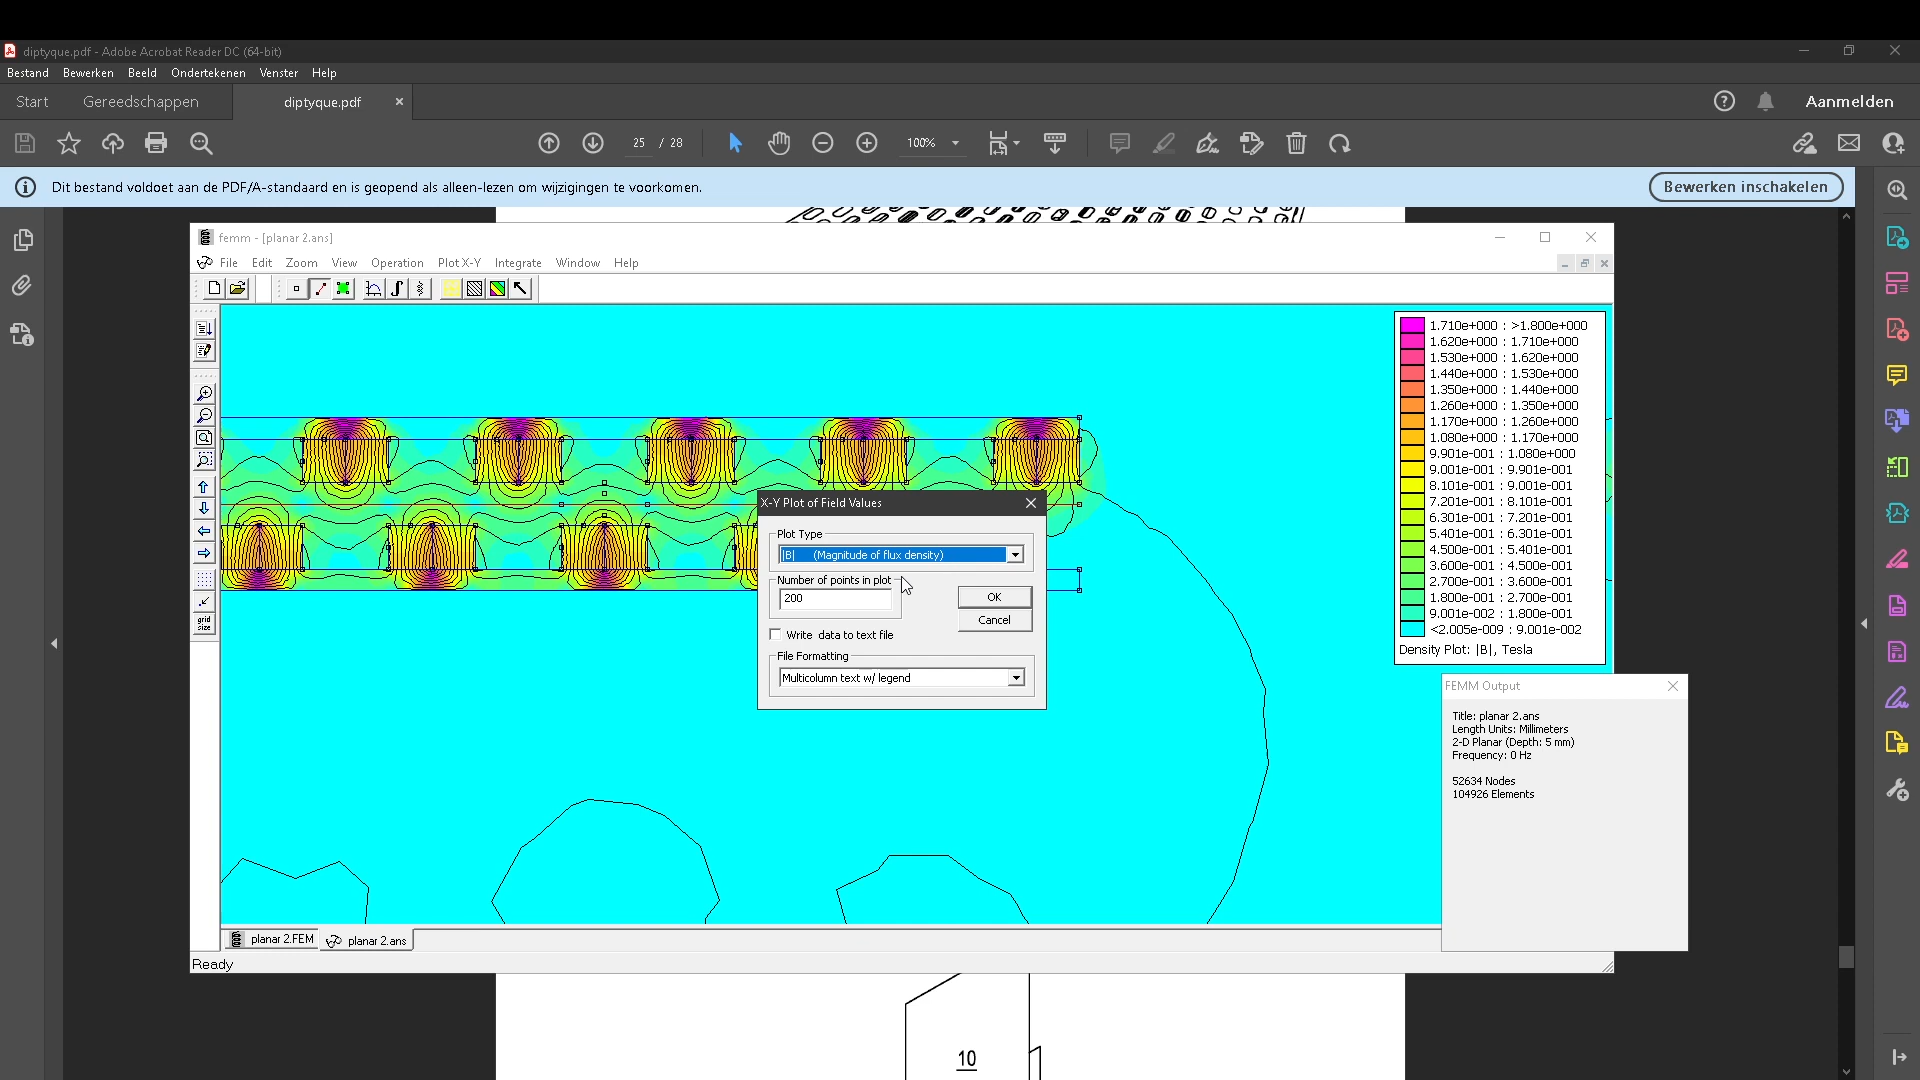 diptyque.pdf - Adobe Acrobat Reader DC (64-bit)
Bestand Bewerken Beeld Ondertekenen Venster Help
Start Gereedschappen diptyque.pdf Aanmelden
25 / 28 100%
Dit bestand voldoet aan de PDF/A-standaard en is geopend als alleen-lezen om wijzigingen te voorkomen. Bewerken inschakelen
femm - [planar 2.ans]
File Edit Zoom View Operation Plot X-Y Integrate Window Help
grid
size
1.710e+000 : >1.800e+000
1.620e+000 : 1.710e+000
1.530e+000 : 1.620e+000
1.440e+000 : 1.530e+000
1.350e+000 : 1.440e+000
1.260e+000 : 1.350e+000
1.170e+000 : 1.260e+000
1.080e+000 : 1.170e+000
9.901e-001 : 1.080e+000
9.001e-001 : 9.901e-001
8.101e-001 : 9.001e-001
7.201e-001 : 8.101e-001
6.301e-001 : 7.201e-001
5.401e-001 : 6.301e-001
4.500e-001 : 5.401e-001
3.600e-001 : 4.500e-001
2.700e-001 : 3.600e-001
1.800e-001 : 2.700e-001
9.001e-002 : 1.800e-001
<2.005e-009 : 9.001e-002
Density Plot: |B|, Tesla
X-Y Plot of Field Values
Plot Type
|B| (Magnitude of flux density)
Number of points in plot
200
OK
Cancel
Write data to text file
File Formatting
Multicolumn text w/ legend
FEMM Output
Title: planar 2.ans
Length Units: Millimeters
2-D Planar (Depth: 5 mm)
Frequency: 0 Hz
52634 Nodes
104926 Elements
planar 2.FEM planar 2.ans
Ready
10